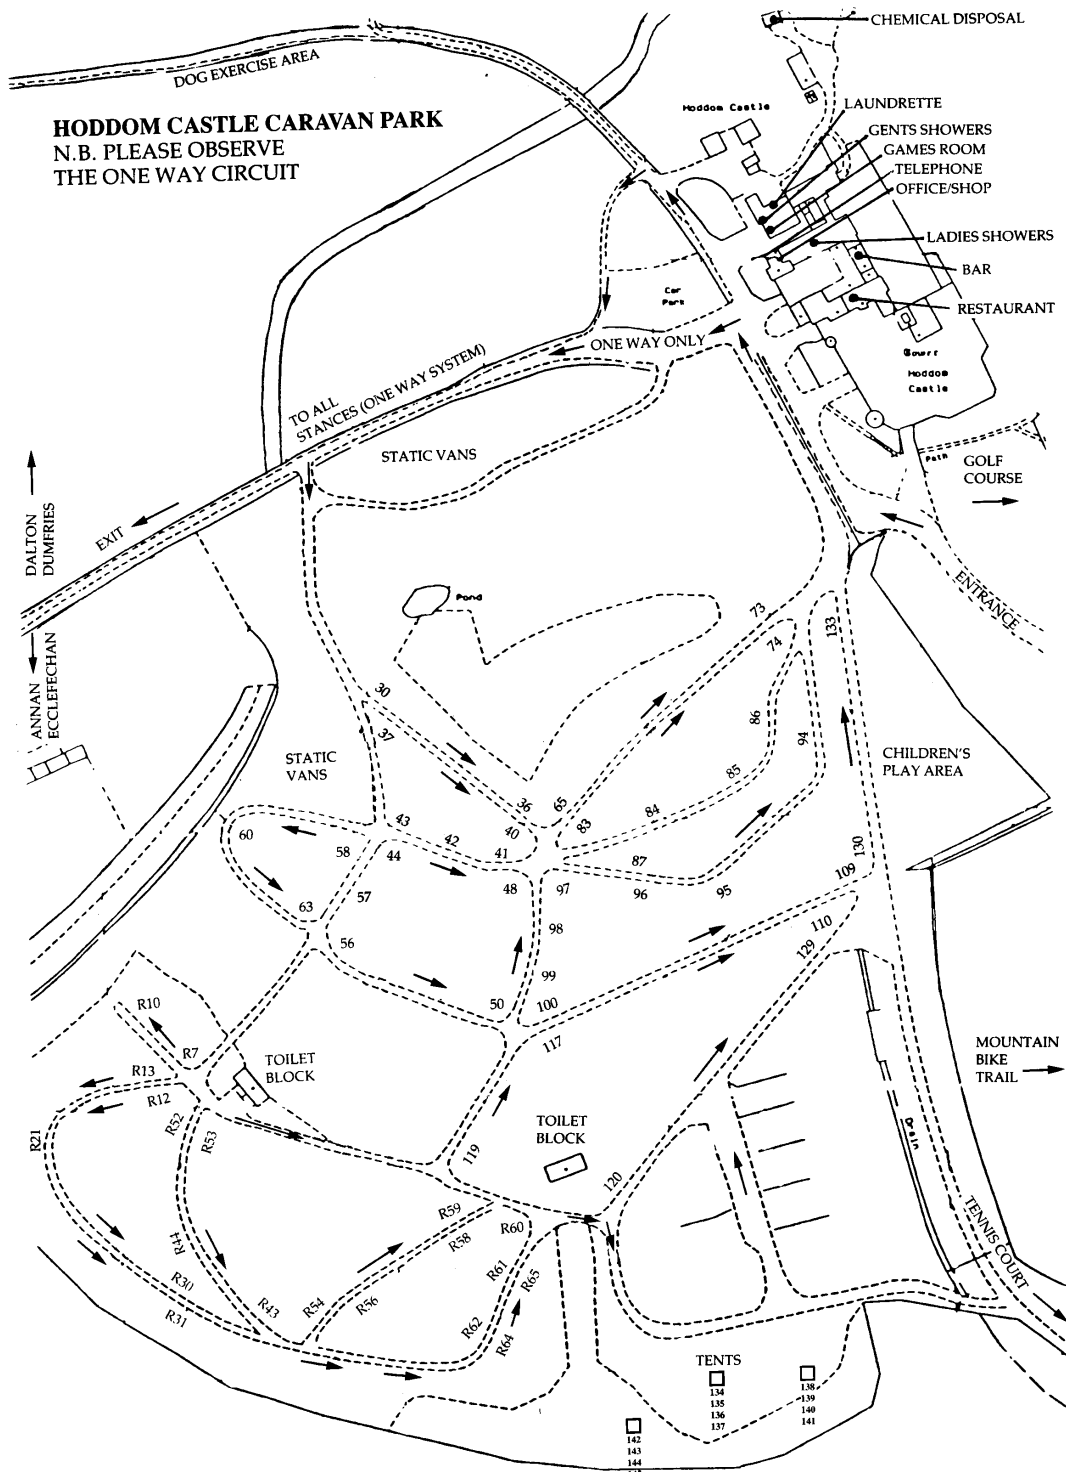 CHEMICAL DISPOSAL
DOG EXERCISE AREA
HODDOM CASTLE CARAVAN PARK
N.B. PLEASE OBSERVE
THE ONE WAY CIRCUIT
Hoddom Castle
LAUNDRETTE
GENTS SHOWERS
GAMES ROOM
TELEPHONE
OFFICE/SHOP
LADIES SHOWERS
BAR
RESTAURANT
Car
Park
ONE WAY ONLY
Court
Hoddom
Castle
TO ALL
STANCES (ONE WAY SYSTEM)
STATIC VANS
Path
GOLF
COURSE
EXIT
DALTON
DUMFRIES
ENTRANCE
Pond
ANNAN
ECCLEFECHAN
73
74
133
30
37
86
94
STATIC
VANS
CHILDREN'S
PLAY AREA
85
36
65
84
83
40
43
42
41
60
58
44
130
87
109
57
48
97
96
95
63
98
110
56
129
99
50
100
R10
117
R7
TOILET
BLOCK
R13
R12
MOUNTAIN
BIKE
TRAIL
R52
R53
R21
TOILET
BLOCK
Drain
119
120
R59
R58
R60
R44
TENNIS COURT
R61
R65
R30
R31
R43
R54
R56
R62
R64
TENTS
134
135
136
137
138
139
140
141
142
143
144